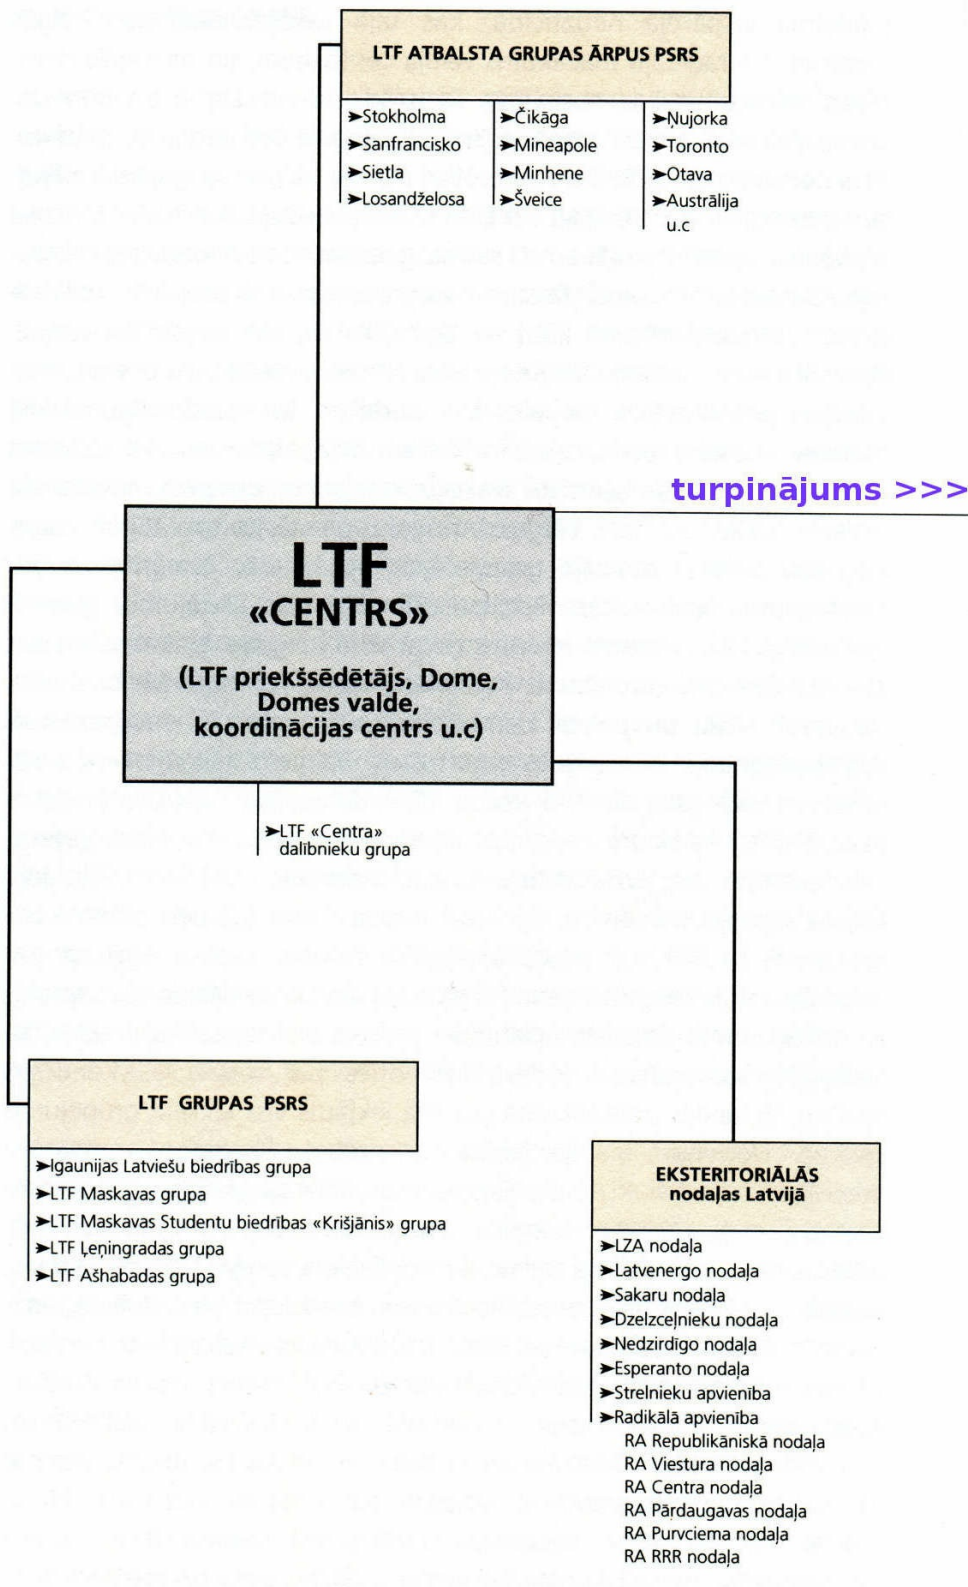 LTF ATBALSTA GRUPAS ĀRPUS PSRS
➤Stokholma
➤Sanfrancisko
➤Sietla
➤Losandželosa
➤Čikāga
➤Mineapole
➤Minhene
➤Šveice
➤Nujorka
➤Toronto
➤Otava
➤Austrālija
u.c
turpinājums >>>
LTF
«CENTRS»
(LTF priekšsēdētājs, Dome,
Domes valde,
koordinācijas centrs u.c)
➤LTF «Centra»
dalībnieku grupa
LTF GRUPAS PSRS
➤Igaunijas Latviešu biedrības grupa
➤LTF Maskavas grupa
➤LTF Maskavas Studentu biedrības «Krišjānis» grupa
➤LTF Ļeņingradas grupa
➤LTF Ašhabadas grupa
EKSTERITORIĀLĀS
nodaļas Latvijā
➤LZA nodaļa
➤Latvenergo nodaļa
➤Sakaru nodaļa
➤Dzelzceļnieku nodaļa
➤Nedzirdīgo nodaļa
➤Esperanto nodaļa
➤Strelnieku apvienība
➤Radikālā apvienība
RA Republikāniskā nodaļa
RA Viestura nodaļa
RA Centra nodaļa
RA Pārdaugavas nodaļa
RA Purvciema nodaļa
RA RRR nodaļa